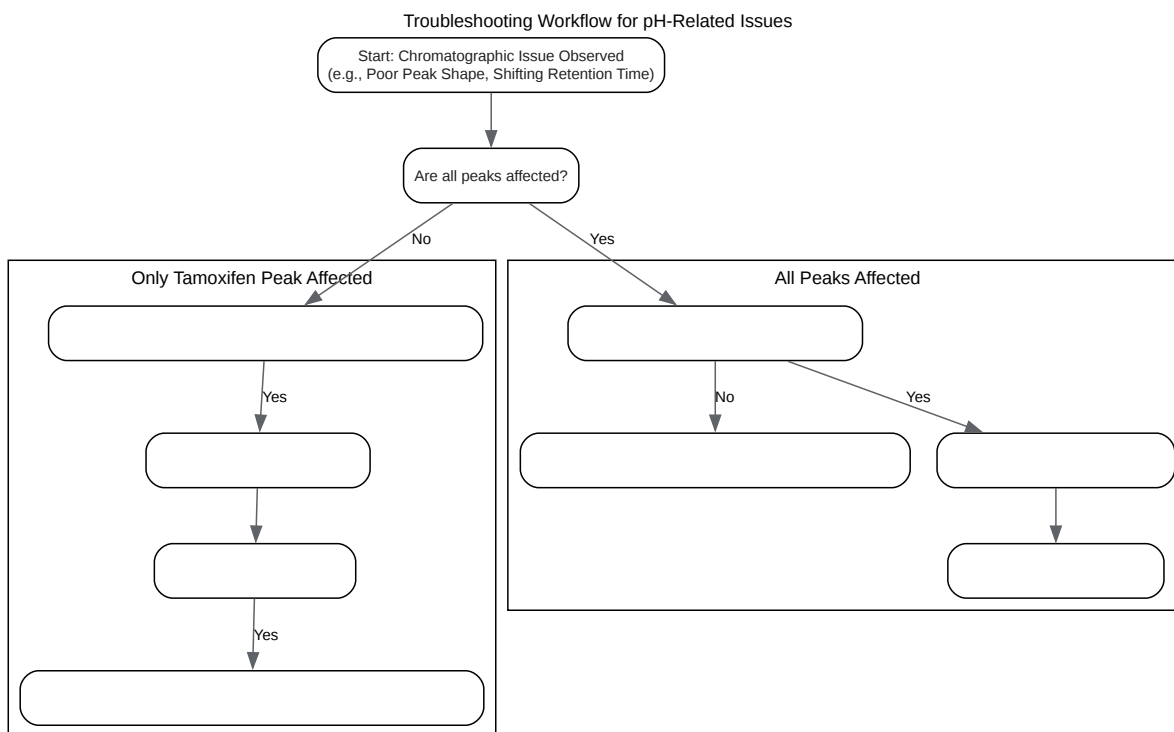 Troubleshooting Workflow for pH-Related Issues
Start: Chromatographic Issue Observed
(e.g., Poor Peak Shape, Shifting Retention Time)
Are all peaks affected?
No
Yes
Only Tamoxifen Peak Affected
All Peaks Affected
Yes
No
Yes
Yes